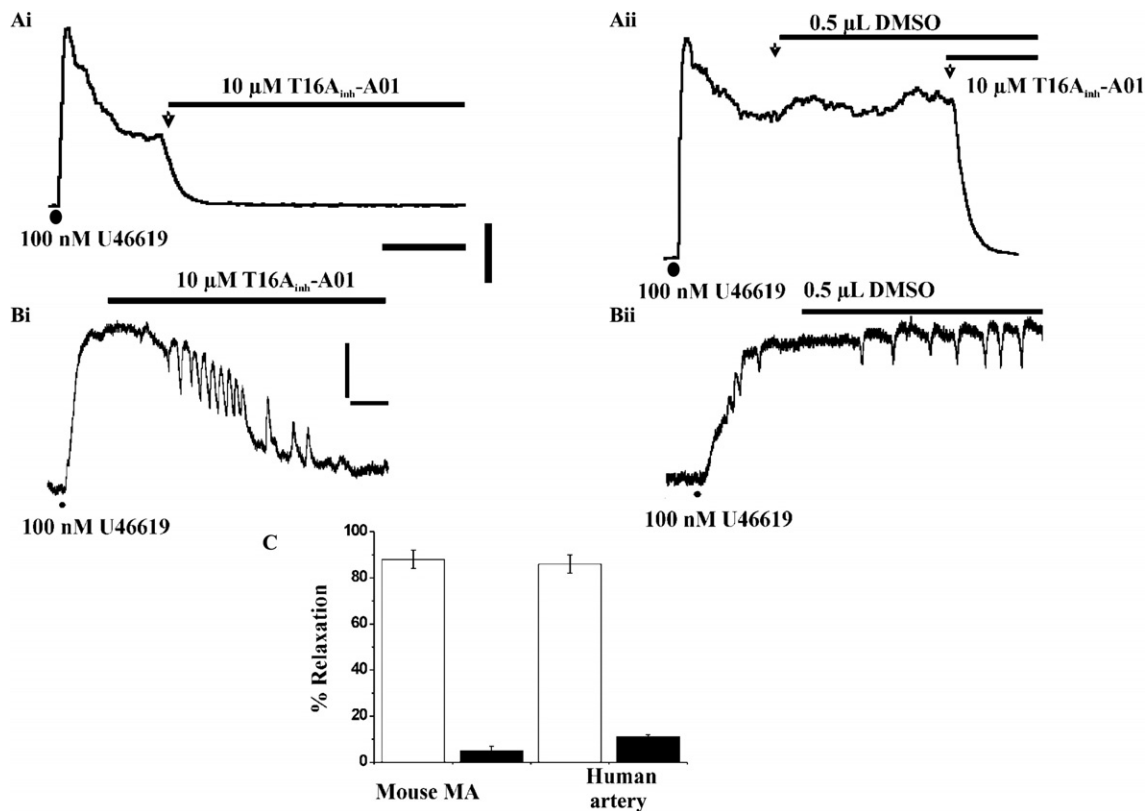 Ai
10 µM T16Ainh-A01
100 nM U46619
Aii
0.5 µL DMSO
10 µM T16Ainh-A01
100 nM U46619
Bi
10 µM T16Ainh-A01
100 nM U46619
Bii
0.5 µL DMSO
100 nM U46619
C
% Relaxation
100
80
60
40
20
0
Mouse MA
Human
artery